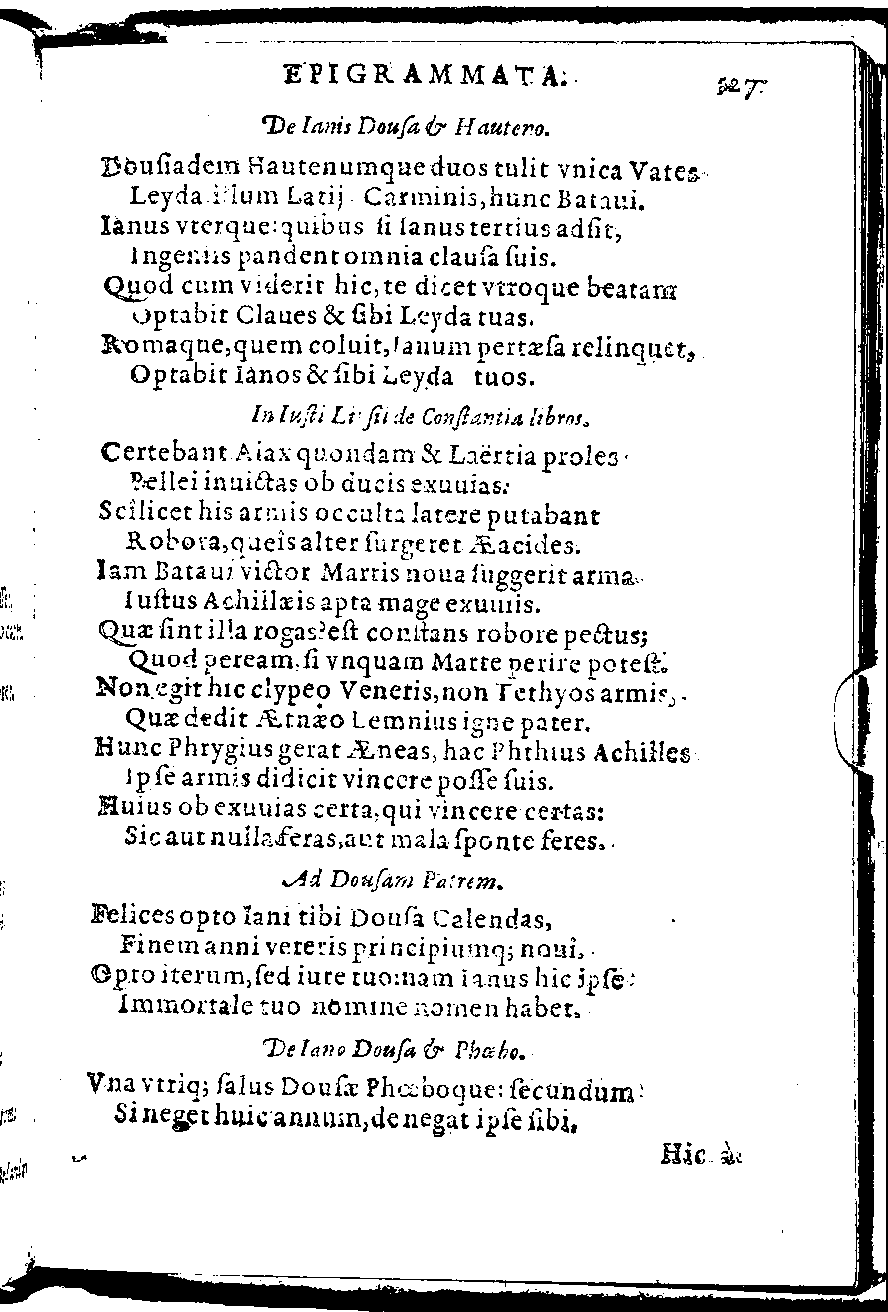 EPIGRAMMATA. 527.
De Ianis Douſa & Hauteno.
Douſiadem Hautenumque duos tulit vnica Vates
Leyda illum Latij Carminis, hunc Bataui.
Ianus vterque: quibus ſi Ianus tertius adſit,
Ingeniis pandent omnia clauſa ſuis.
Quod cum viderit hic, te dicet vtroque beatam
Optabit Claues & ſibi Leyda tuas.
Romaque, quem coluit, Ianum pertæſa relinquet,
Optabit Ianos & ſibi Leyda tuos.
In Iuſti Lipſii de Conſtantia libros.
Certebant Aiax quondam & Laërtia proles
Pellei inuictas ob ducis exuuias:
Scilicet his armis occulta latere putabant
Robora, queîs alter ſurgeret Æacides.
Iam Bataui victor Martis noua ſuggerit arma
Iuſtus Achillæis apta mage exuuiis.
Quæ ſint illa rogas? eſt conſtans robore pectus;
Quod peream, ſi vnquam Marte perire poteſt.
Non egit hic clypeo Veneris, non Tethyos armis,
Quæ dedit Ætnæo Lemnius igne pater.
Hunc Phrygius gerat Æneas, hac Phthius Achilles
Ipſe armis didicit vincere poſſe ſuis.
Huius ob exuuias certa, qui vincere certas:
Sic aut nulla feras, aut mala ſponte feres.
Ad Douſam Patrem.
Felices opto Iani tibi Douſa Calendas,
Finem anni veteris principiumq; noui.
Opto iterum, ſed iure tuo: nam ianus hic ipſe
Immortale tuo nomine nomen habet.
De Iano Douſa & Phœbo.
Vna vtriq; ſalus Douſæ Phœboque: ſecundum
Si neget huic annum, denegat ipſe ſibi.
Hic à